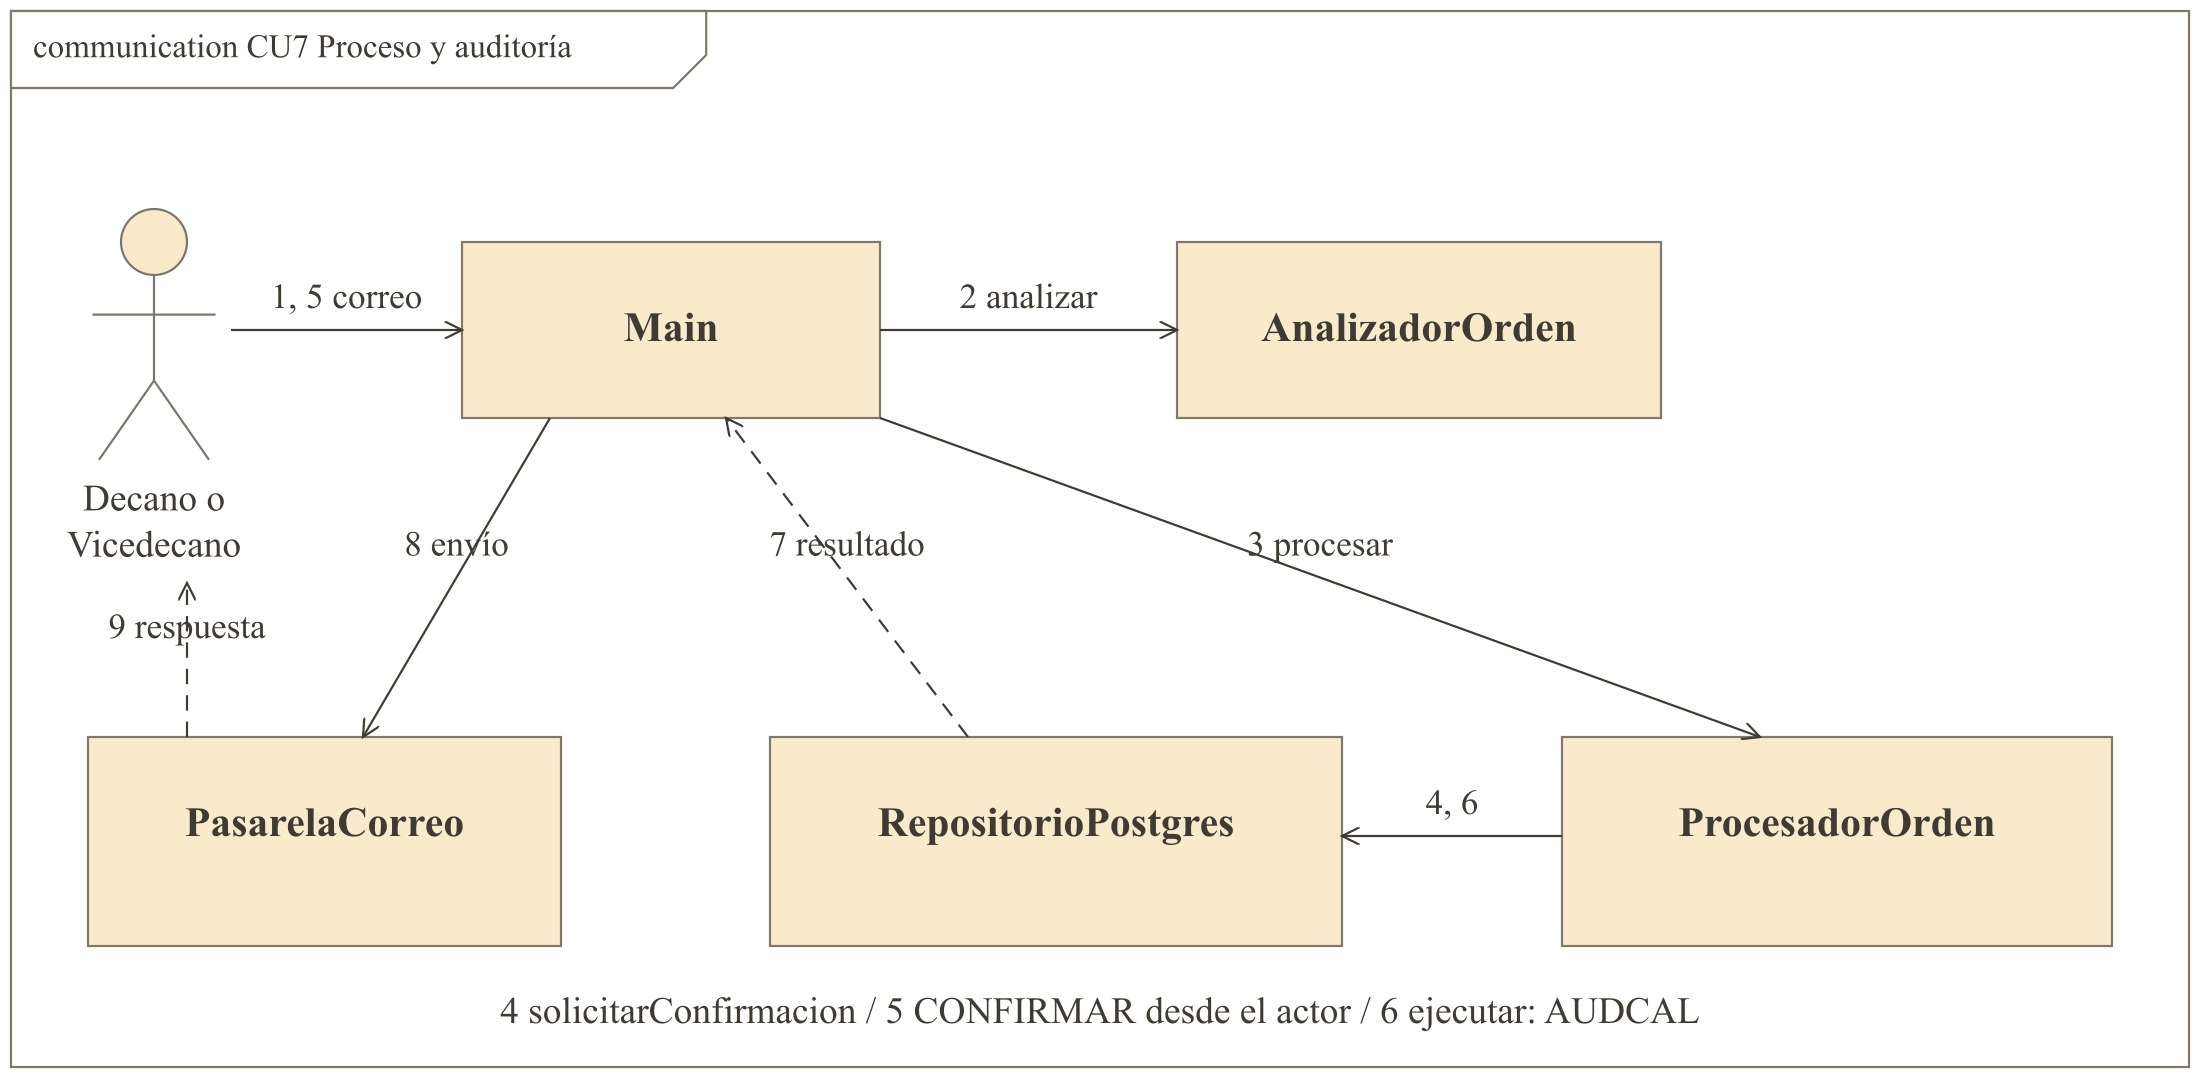 communication CU7 Proceso y auditoría
1, 5 correo
Main
2 analizar
AnalizadorOrden
Decano o
Vicedecano
8 envío
7 resultado
3 procesar
9 respuesta
PasarelaCorreo
RepositorioPostgres
4, 6
ProcesadorOrden
4 solicitarConfirmacion / 5 CONFIRMAR desde el actor / 6 ejecutar: AUDCAL